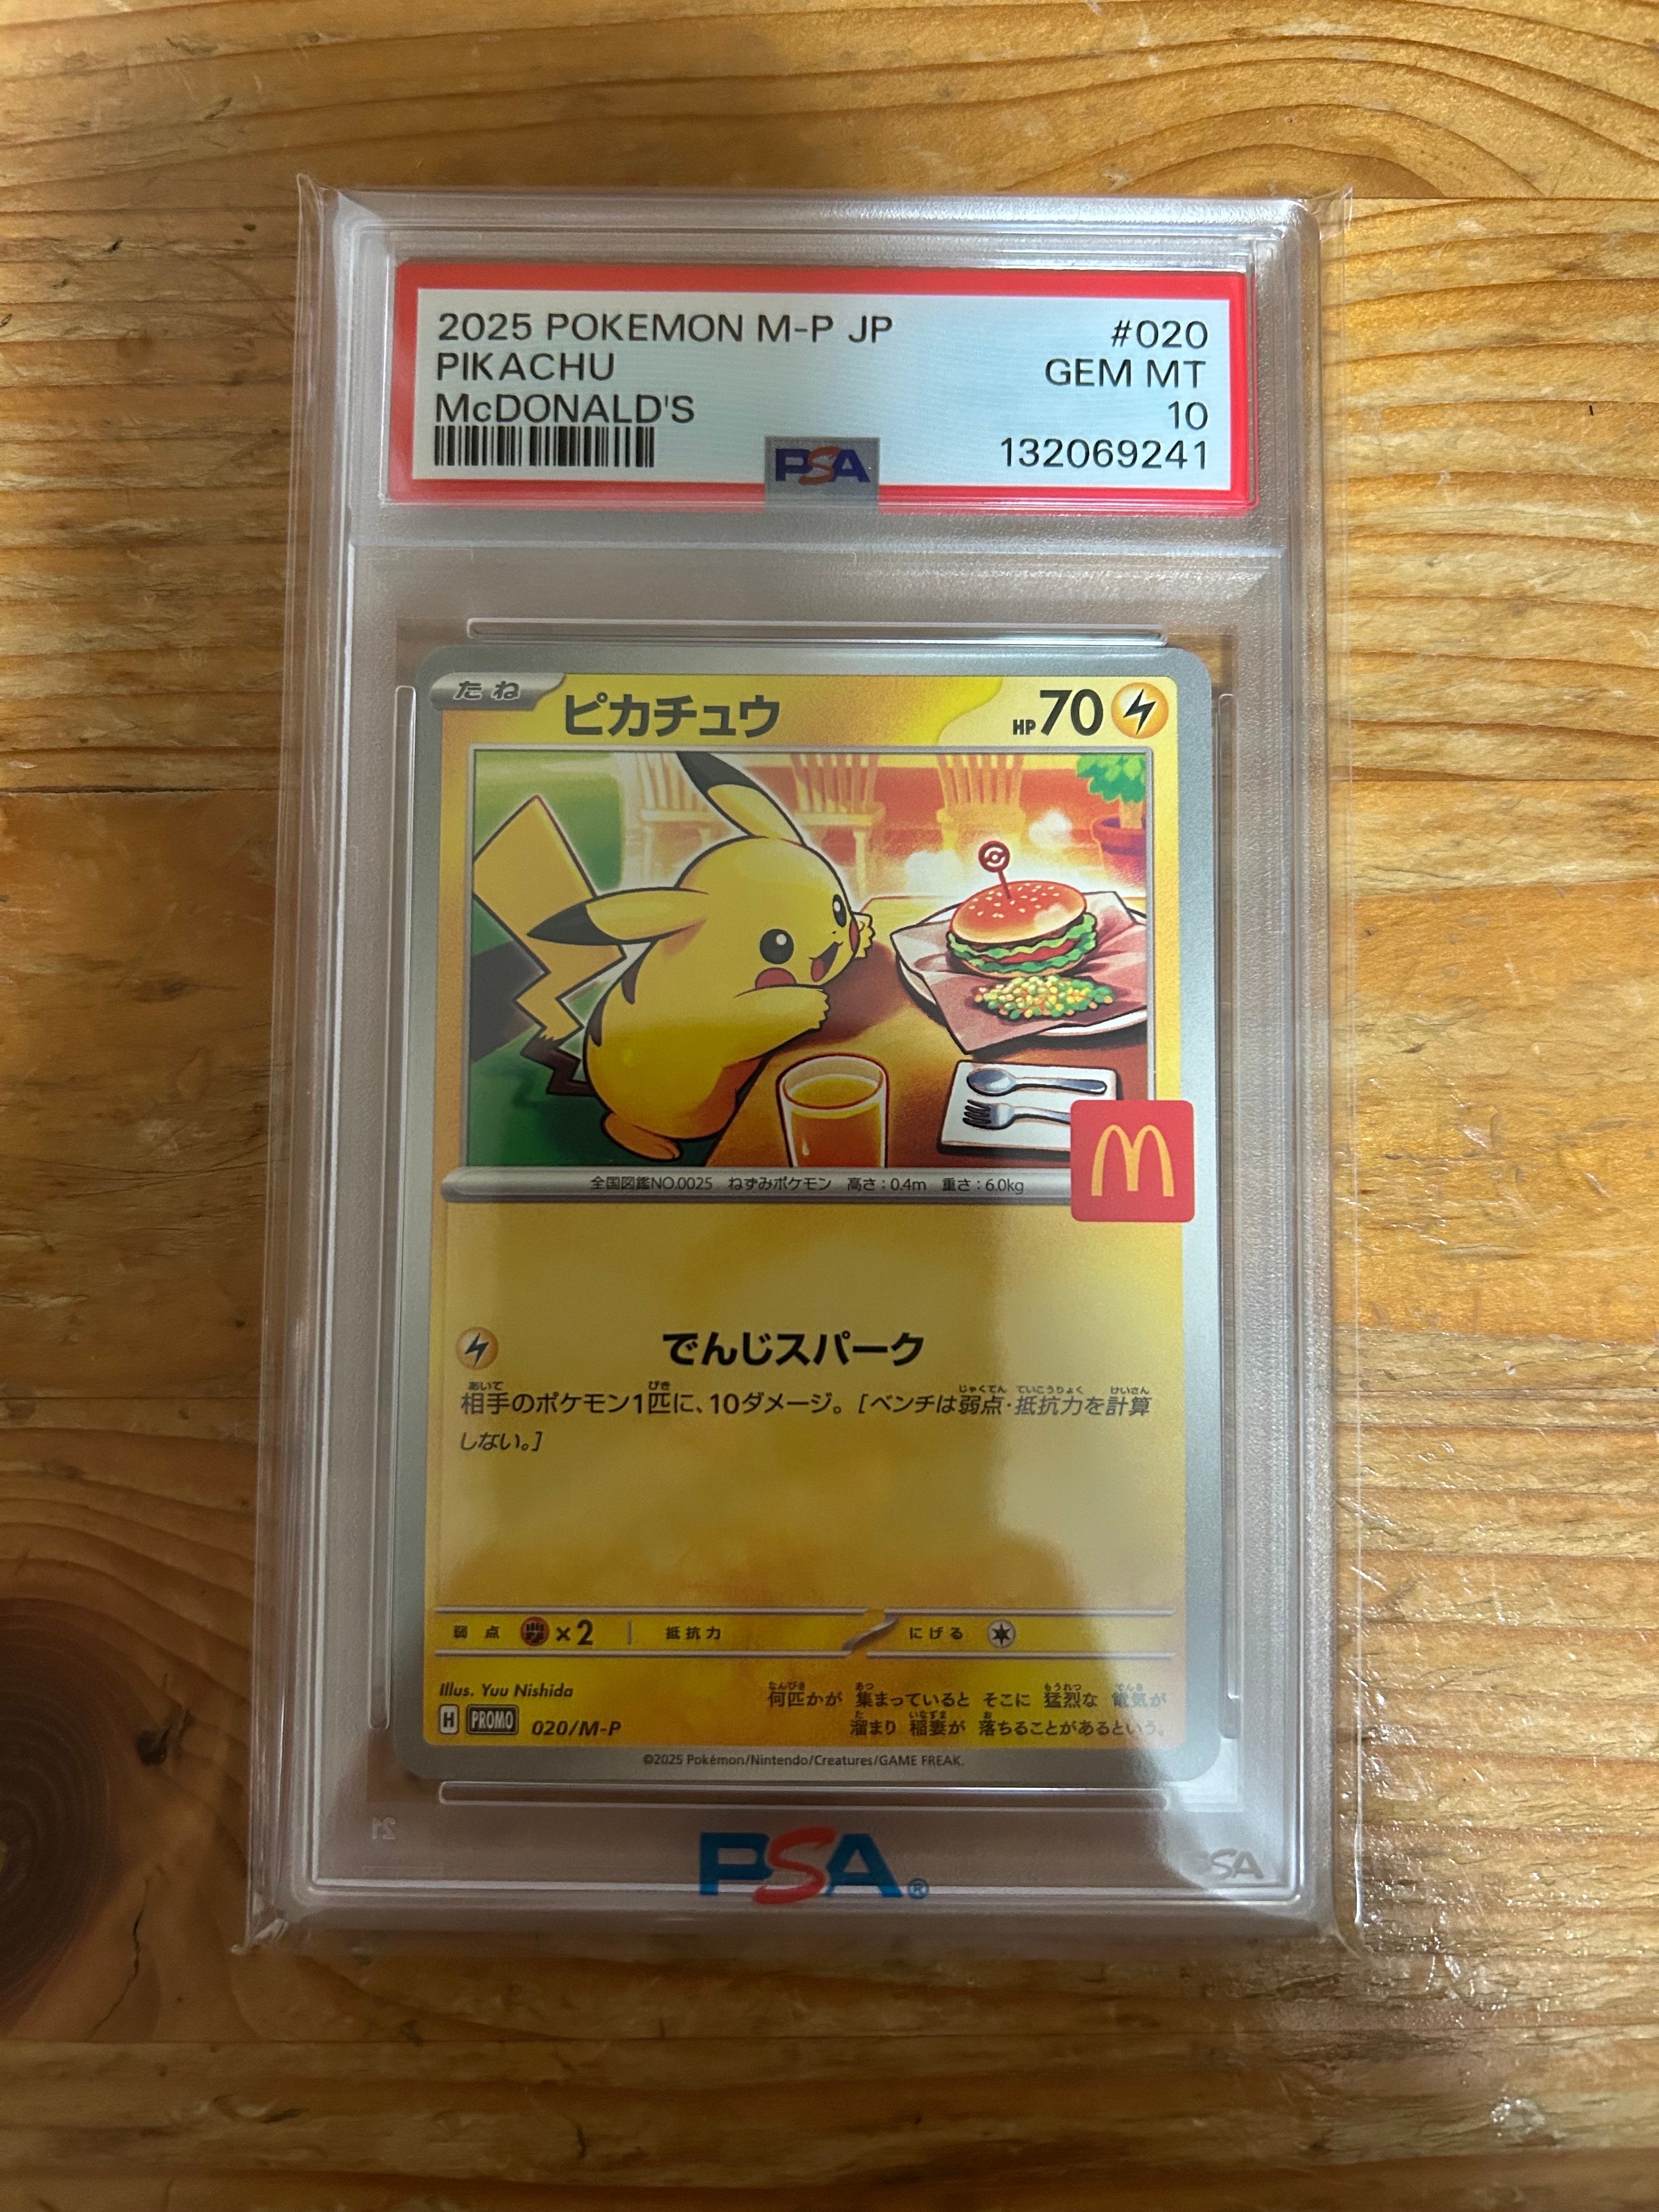 2025 POKEMON M-P JP #020
PIKACHU GEM MT
McDONALD'S 10
PSA 132069241
たね ピカチュウ HP70
全国図鑑NO.0025 ねずみポケモン 高さ：0.4m 重さ：6.0kg
でんじスパーク
相手のポケモン1匹に、10ダメージ。[ベンチは弱点・抵抗力を計算
しない。]
弱点 ×2 抵抗力 にげる
Illus. Yuu Nishida
H PROMO 020/M-P
何匹かが 集まっていると そこに 猛烈な 電気が
溜まり 稲妻が 落ちることがあるという。
©2025 Pokémon/Nintendo/Creatures/GAME FREAK.
PSA®
PSA